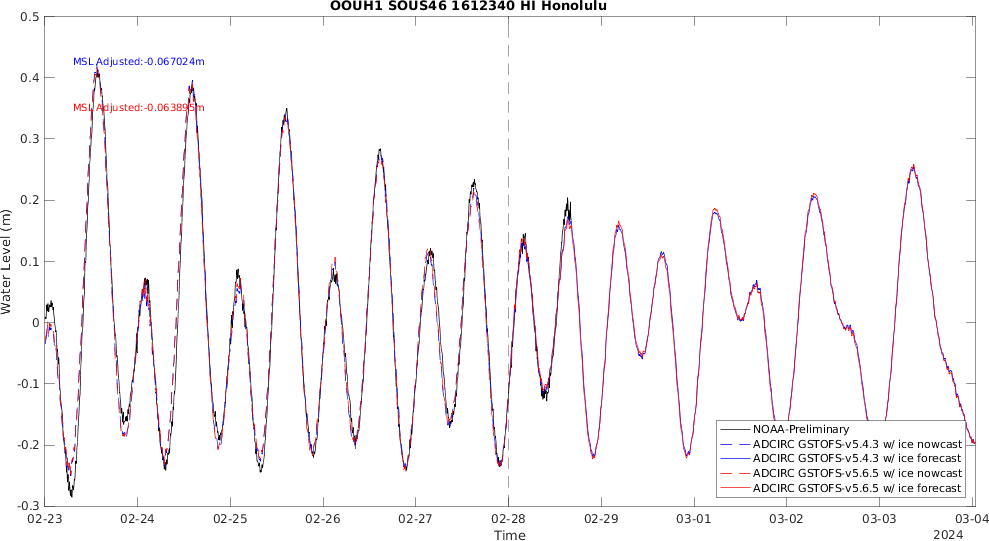 OOUH1 SOUS46 1612340 HI Honolulu
0.5
0.4
0.3
0.2
0.1
0
-0.1
-0.2
-0.3
Water Level (m)
MSL Adjusted:-0.067024m
MSL Adjusted:-0.063895m
NOAA-Preliminary
ADCIRC GSTOFS-v5.4.3 w/ ice nowcast
ADCIRC GSTOFS-v5.4.3 w/ ice forecast
ADCIRC GSTOFS-v5.6.5 w/ ice nowcast
ADCIRC GSTOFS-v5.6.5 w/ ice forecast
02-23 02-24 02-25 02-26 02-27 02-28 02-29 03-01 03-02 03-03 03-04
Time
2024